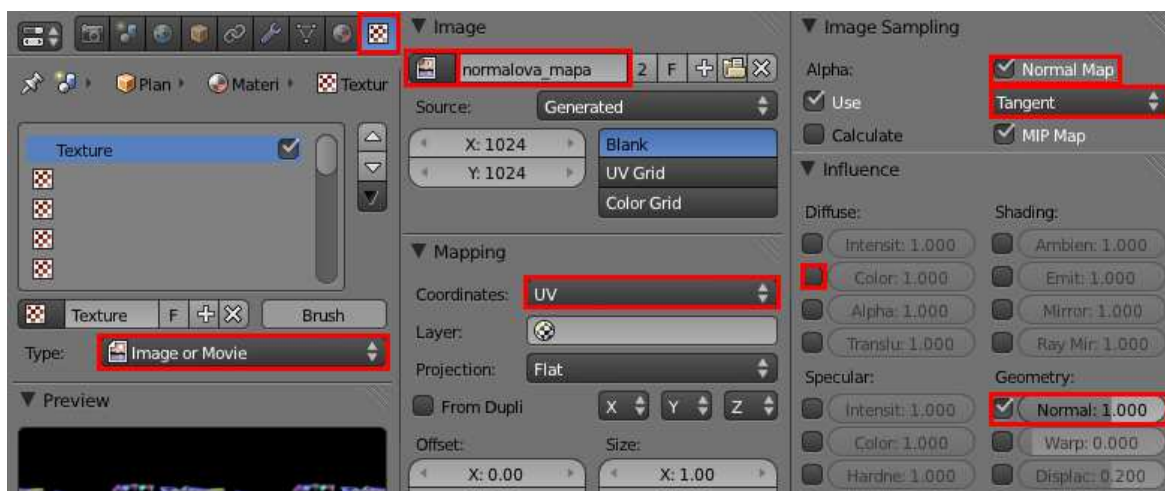 Plan
Materi
Textur
Texture
Texture
F
Brush
Type:
Image or Movie
Preview
Image
normalova_mapa
2
F
Source:
Generated
X: 1024
Y: 1024
Blank
UV Grid
Color Grid
Mapping
Coordinates:
UV
Layer:
Projection:
Flat
From Dupli
X
Y
Z
Offset:
Size:
X: 0.00
X: 1.00
Image Sampling
Alpha:
Normal Map
Use
Tangent
Calculate
MIP Map
Influence
Diffuse:
Shading:
Intensit: 1.000
Ambien: 1.000
Color: 1.000
Emit: 1.000
Alpha: 1.000
Mirror: 1.000
Translu: 1.000
Ray Mir: 1.000
Specular:
Geometry:
Intensit: 1.000
Normal: 1.000
Color: 1.000
Warp: 0.000
Hardne: 1.000
Displac: 0.200